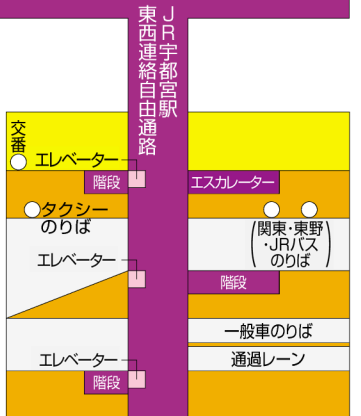 JR宇都宮駅
東西連絡自由通路
交番
エレベーター
階段
エスカレーター
タクシー
のりば
(関東・東野
・JRバス
のりば)
エレベーター
階段
一般車のりば
エレベーター
通過レーン
階段